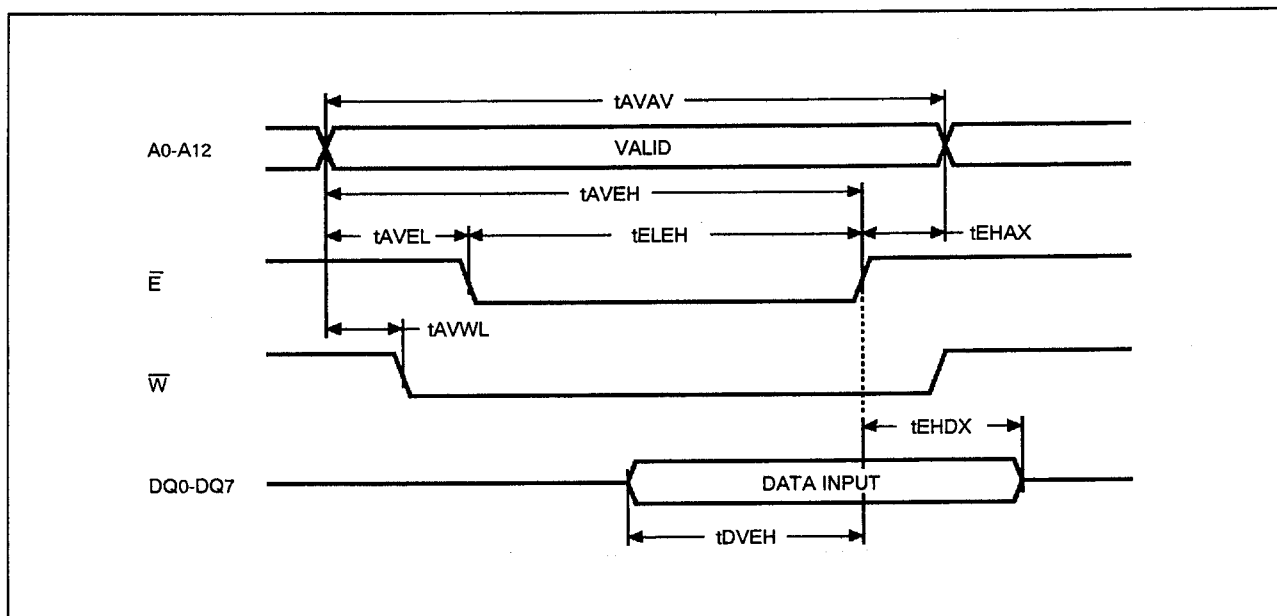 tAVAV
A0-A12
VALID
tAVEH
tAVEL
tELEH
tEHAX
E̅
tAVWL
W̅
tEHDX
DQ0-DQ7
DATA INPUT
tDVEH